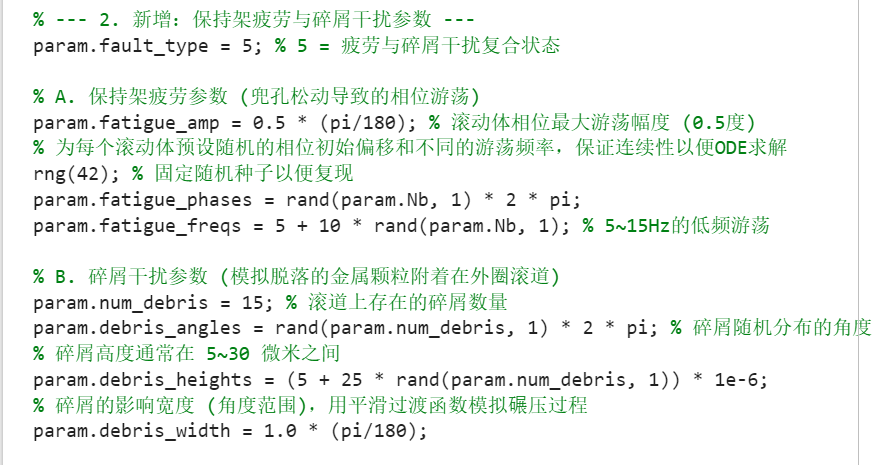 % --- 2. 新增: 保持架疲劳与碎屑干扰参数 ---
param.fault_type = 5; % 5 = 疲劳与碎屑干扰复合状态
% A. 保持架疲劳参数 (兜孔松动导致的相位游荡)
param.fatigue_amp = 0.5 * (pi/180); % 滚动体相位最大游荡幅度 (0.5度)
% 为每个滚动体预设随机的相位初始偏移和不同的游荡频率，保证连续性以便ODE求解
rng(42); % 固定随机种子以便复现
param.fatigue_phases = rand(param.Nb, 1) * 2 * pi;
param.fatigue_freqs = 5 + 10 * rand(param.Nb, 1); % 5~15Hz的低频游荡
% B. 碎屑干扰参数 (模拟脱落的金属颗粒附着在外圈滚道)
param.num_debris = 15; % 滚道上存在的碎屑数量
param.debris_angles = rand(param.num_debris, 1) * 2 * pi; % 碎屑随机分布的角度
% 碎屑高度通常在 5~30 微米之间
param.debris_heights = (5 + 25 * rand(param.num_debris, 1)) * 1e-6;
% 碎屑的影响宽度 (角度范围)，用平滑过渡函数模拟碾压过程
param.debris_width = 1.0 * (pi/180);